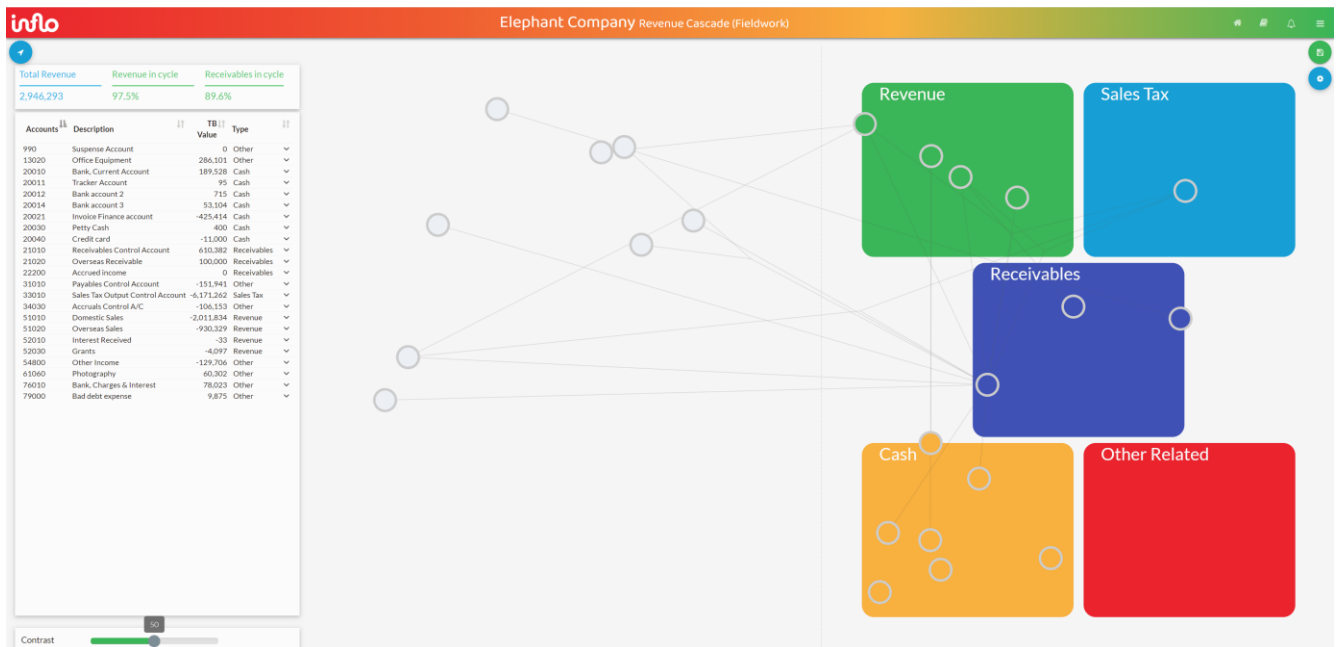 inflo
Elephant Company Revenue Cascade (Fieldwork)
Total Revenue Revenue in cycle Receivables in cycle
2,946,293 97.5% 89.6%
Accounts Description TB Value Type
990 Suspense Account 0 Other
13020 Office Equipment 286,101 Other
20010 Bank, Current Account 189,528 Cash
20011 Tracker Account 95 Cash
20012 Bank account 2 715 Cash
20014 Bank account 3 53,104 Cash
20021 Invoice Finance account -425,414 Cash
20030 Petty Cash 400 Cash
20040 Credit card -11,000 Cash
21010 Receivables Control Account 610,382 Receivables
21020 Overseas Receivable 100,000 Receivables
22200 Accrued income 0 Receivables
31010 Payables Control Account -151,941 Other
33010 Sales Tax Output Control Account -6,171,262 Sales Tax
34030 Accruals Control A/C -106,153 Other
51010 Domestic Sales -2,011,834 Revenue
51020 Overseas Sales -930,329 Revenue
52010 Interest Received -33 Revenue
52030 Grants -4,097 Revenue
54800 Other Income -129,706 Other
61060 Photography 60,302 Other
76010 Bank, Charges & Interest 78,023 Other
79000 Bad debt expense 9,875 Other
50
Contrast
Revenue
Sales Tax
Receivables
Cash
Other Related